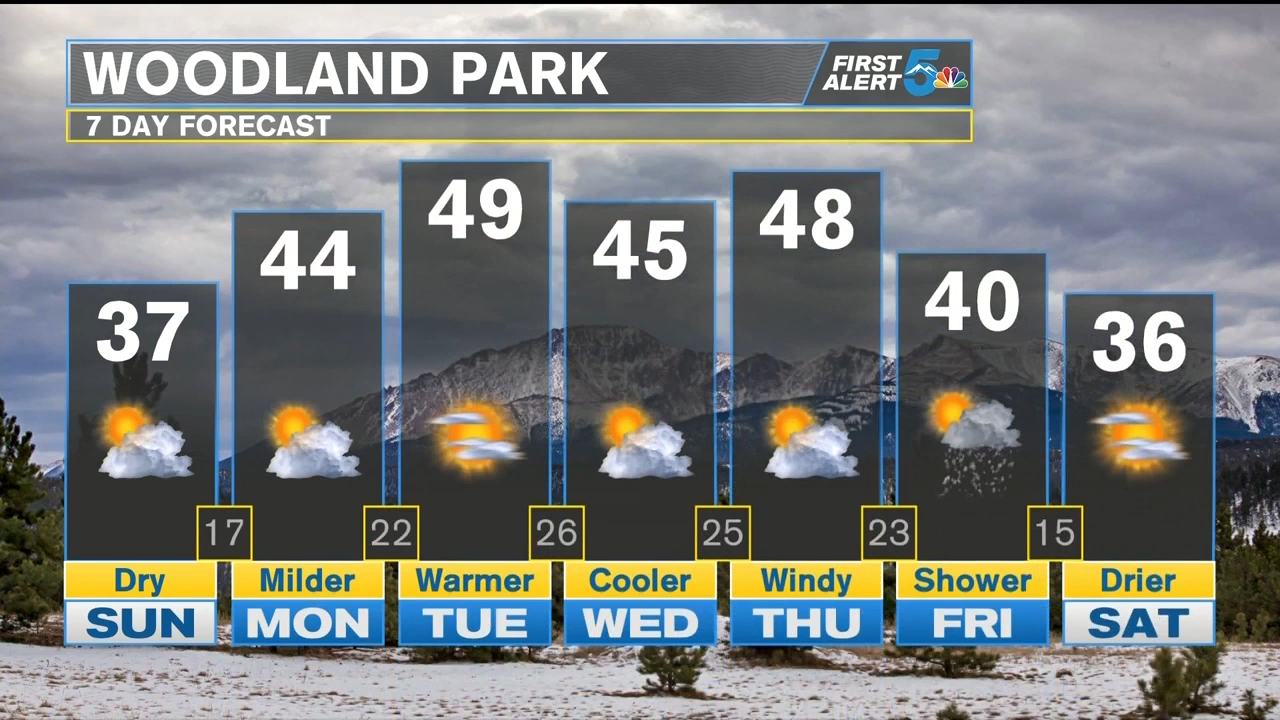 WOODLAND PARK
FIRST
ALERT 5
7 DAY FORECAST
37 44 49 45 48 40 36
17 22 26 25 23 15
Dry Milder Warmer Cooler Windy Shower Drier
SUN MON TUE WED THU FRI SAT